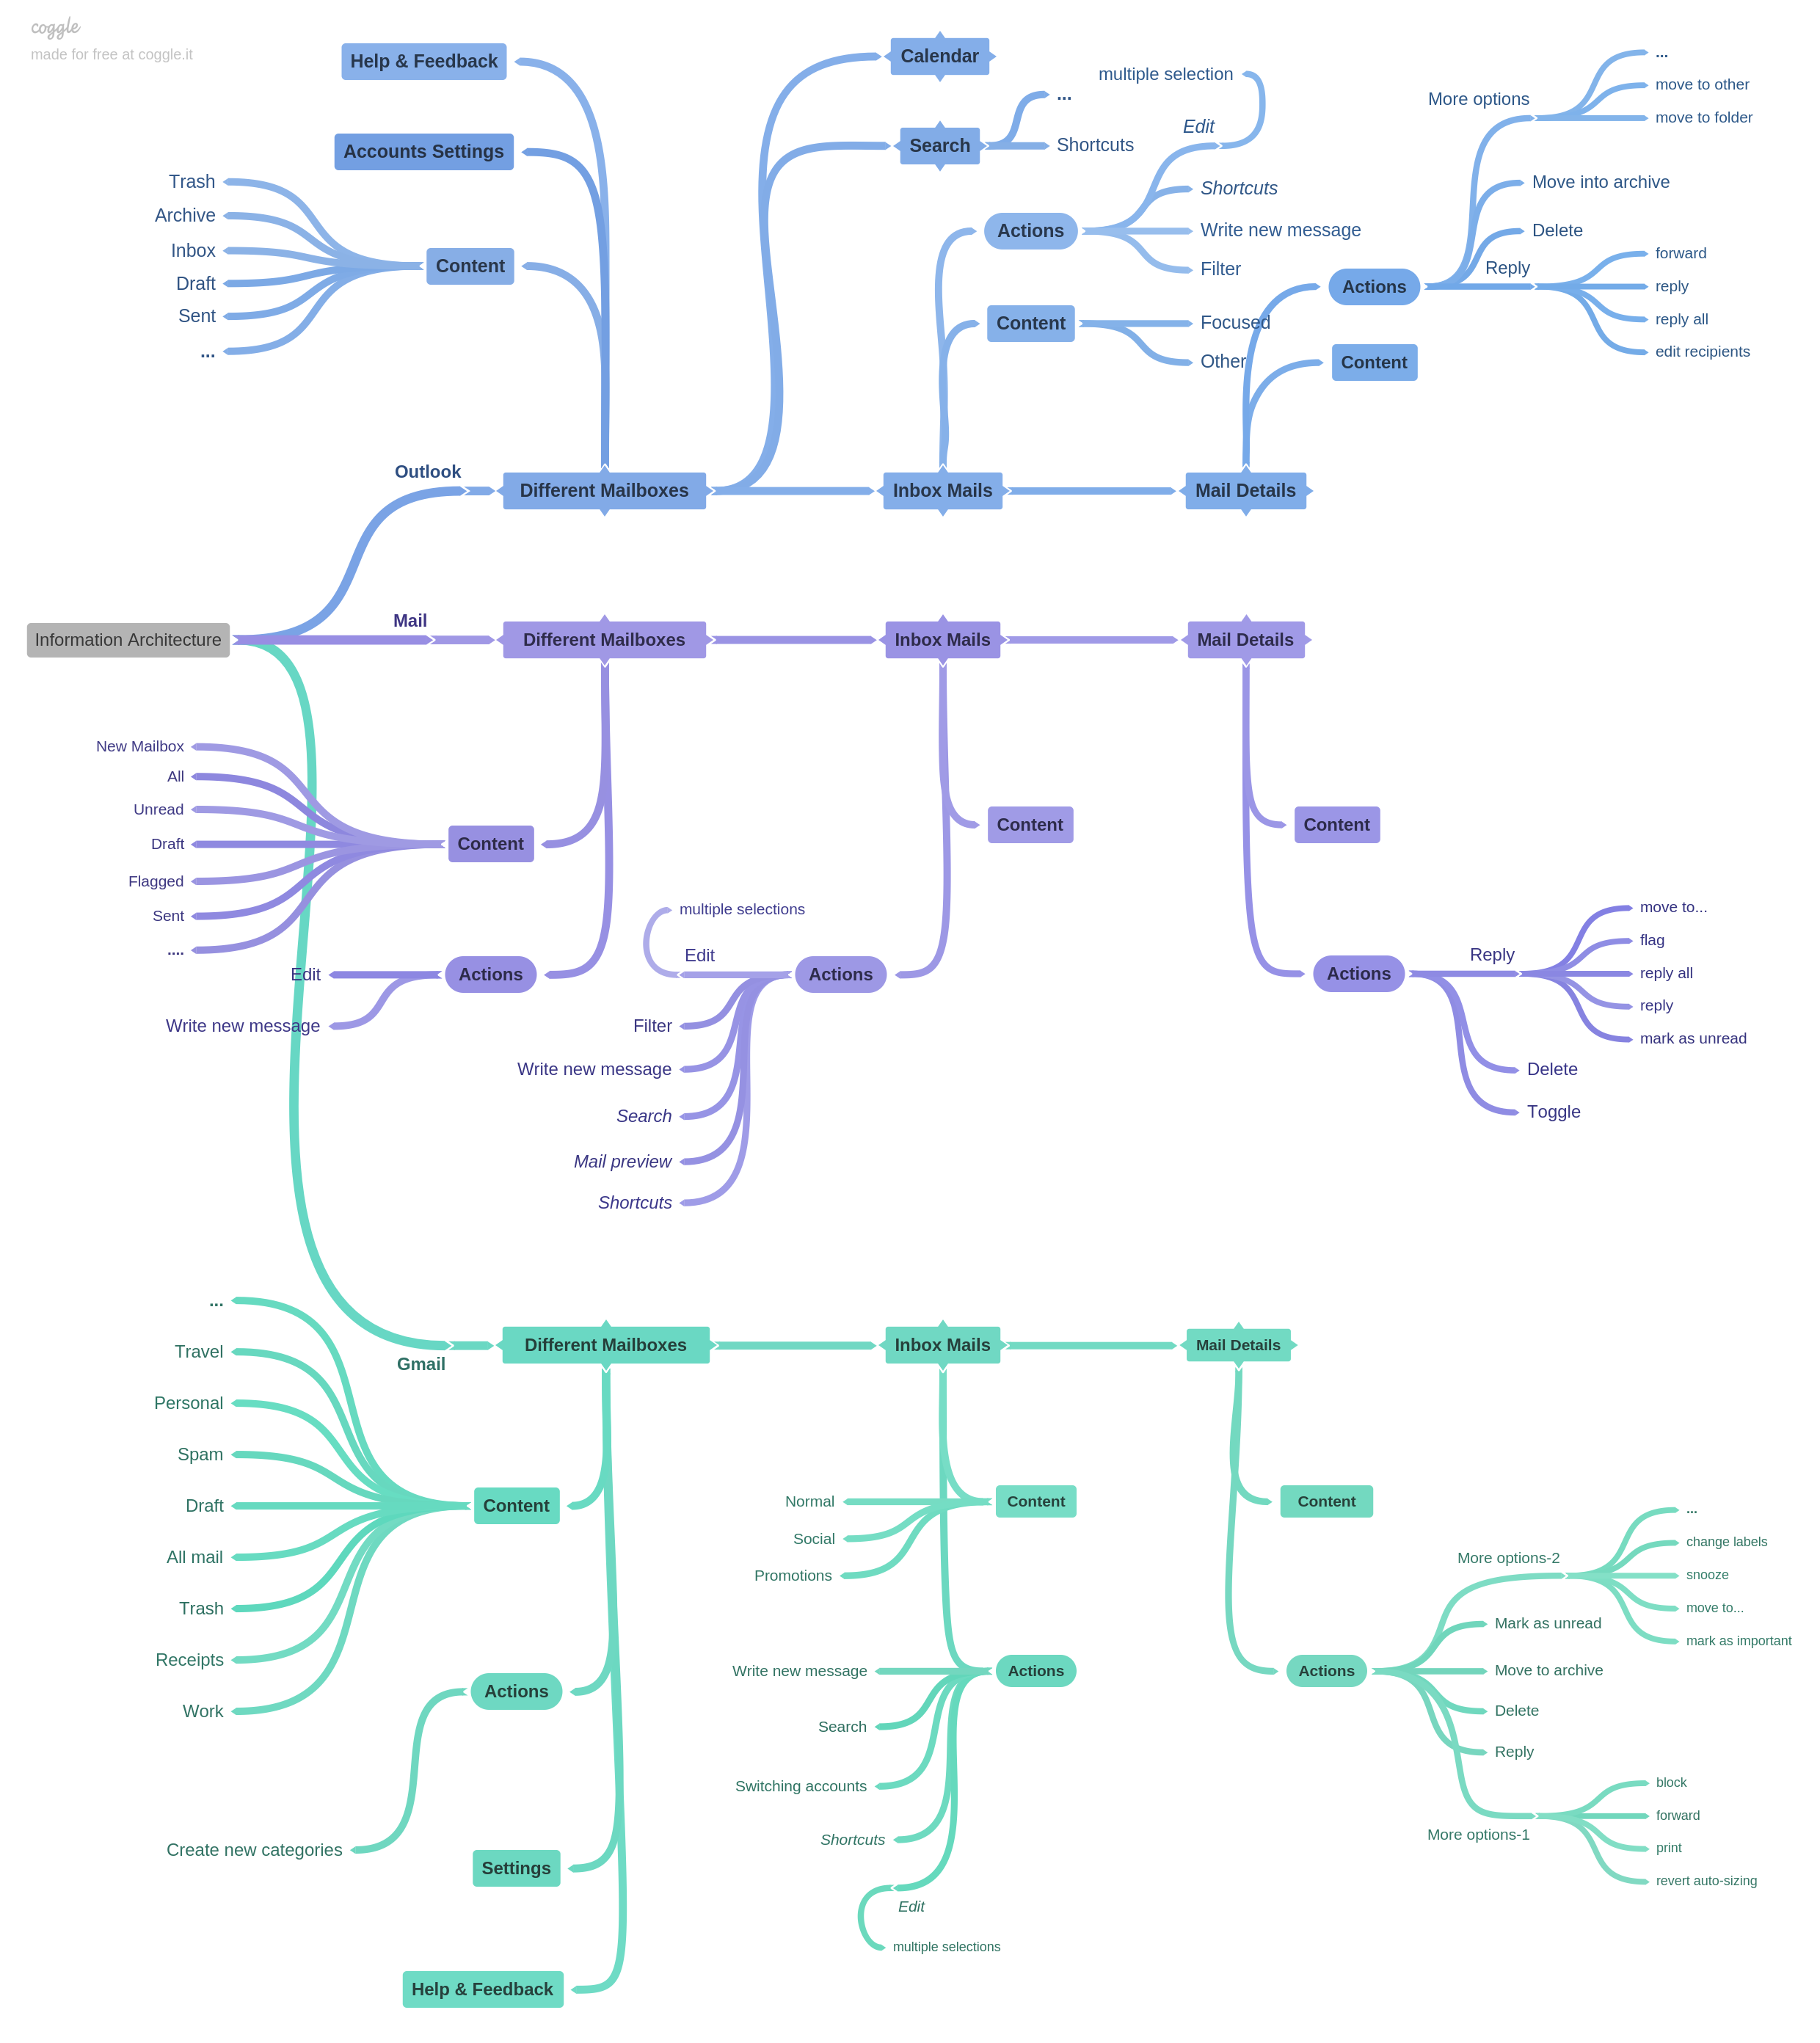 coggle
made for free at coggle.it
Help & Feedback
Accounts Settings
Trash
Archive
Inbox
Draft
Sent
...
Content
Calendar
Search
...
Shortcuts
multiple selection
Edit
Shortcuts
Write new message
Filter
Actions
Content
Focused
Other
More options
...
move to other
move to folder
Move into archive
Delete
Reply
forward
reply
reply all
edit recipients
Actions
Content
Outlook
Different Mailboxes
Inbox Mails
Mail Details
Information Architecture
Mail
Different Mailboxes
Inbox Mails
Mail Details
New Mailbox
All
Unread
Draft
Flagged
Sent
....
Content
Edit
Write new message
Actions
Content
multiple selections
Edit
Actions
Filter
Write new message
Search
Mail preview
Shortcuts
Content
Actions
Reply
move to...
flag
reply all
reply
mark as unread
Delete
Toggle
Gmail
Different Mailboxes
Inbox Mails
Mail Details
...
Travel
Personal
Spam
Draft
All mail
Trash
Receipts
Work
Content
Actions
Create new categories
Settings
Help & Feedback
Normal
Social
Promotions
Content
Write new message
Search
Switching accounts
Shortcuts
Edit
multiple selections
Actions
Content
Actions
More options-2
...
change labels
snooze
move to...
mark as important
Mark as unread
Move to archive
Delete
Reply
More options-1
block
forward
print
revert auto-sizing